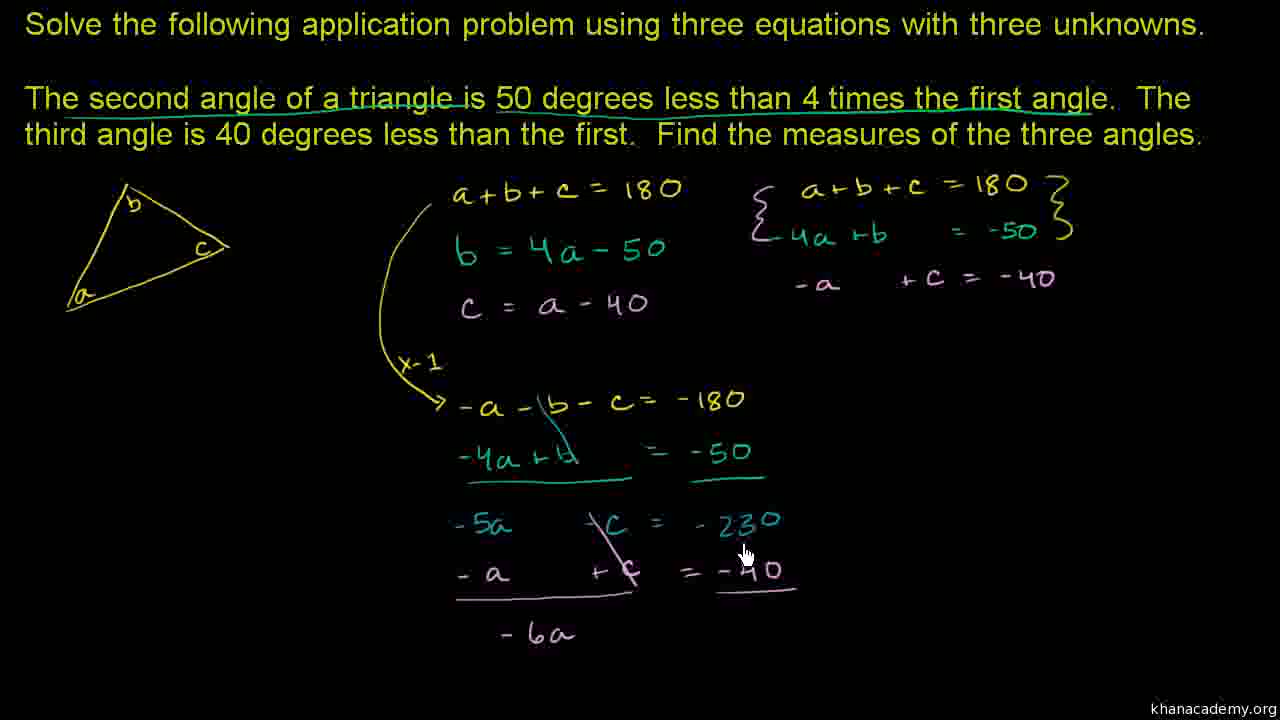 Solve the following application problem using three equations with three unknowns.
The second angle of a triangle is 50 degrees less than 4 times the first angle. The
third angle is 40 degrees less than the first. Find the measures of the three angles.
b
c
a
a + b + c = 180
b = 4a - 50
c = a - 40
a + b + c = 180
-4a + b = -50
-a + c = -40
x-1
-a - b - c = -180
-4a + b = -50
-5a - c = -230
-a + c = -40
-6a
khanacademy.org